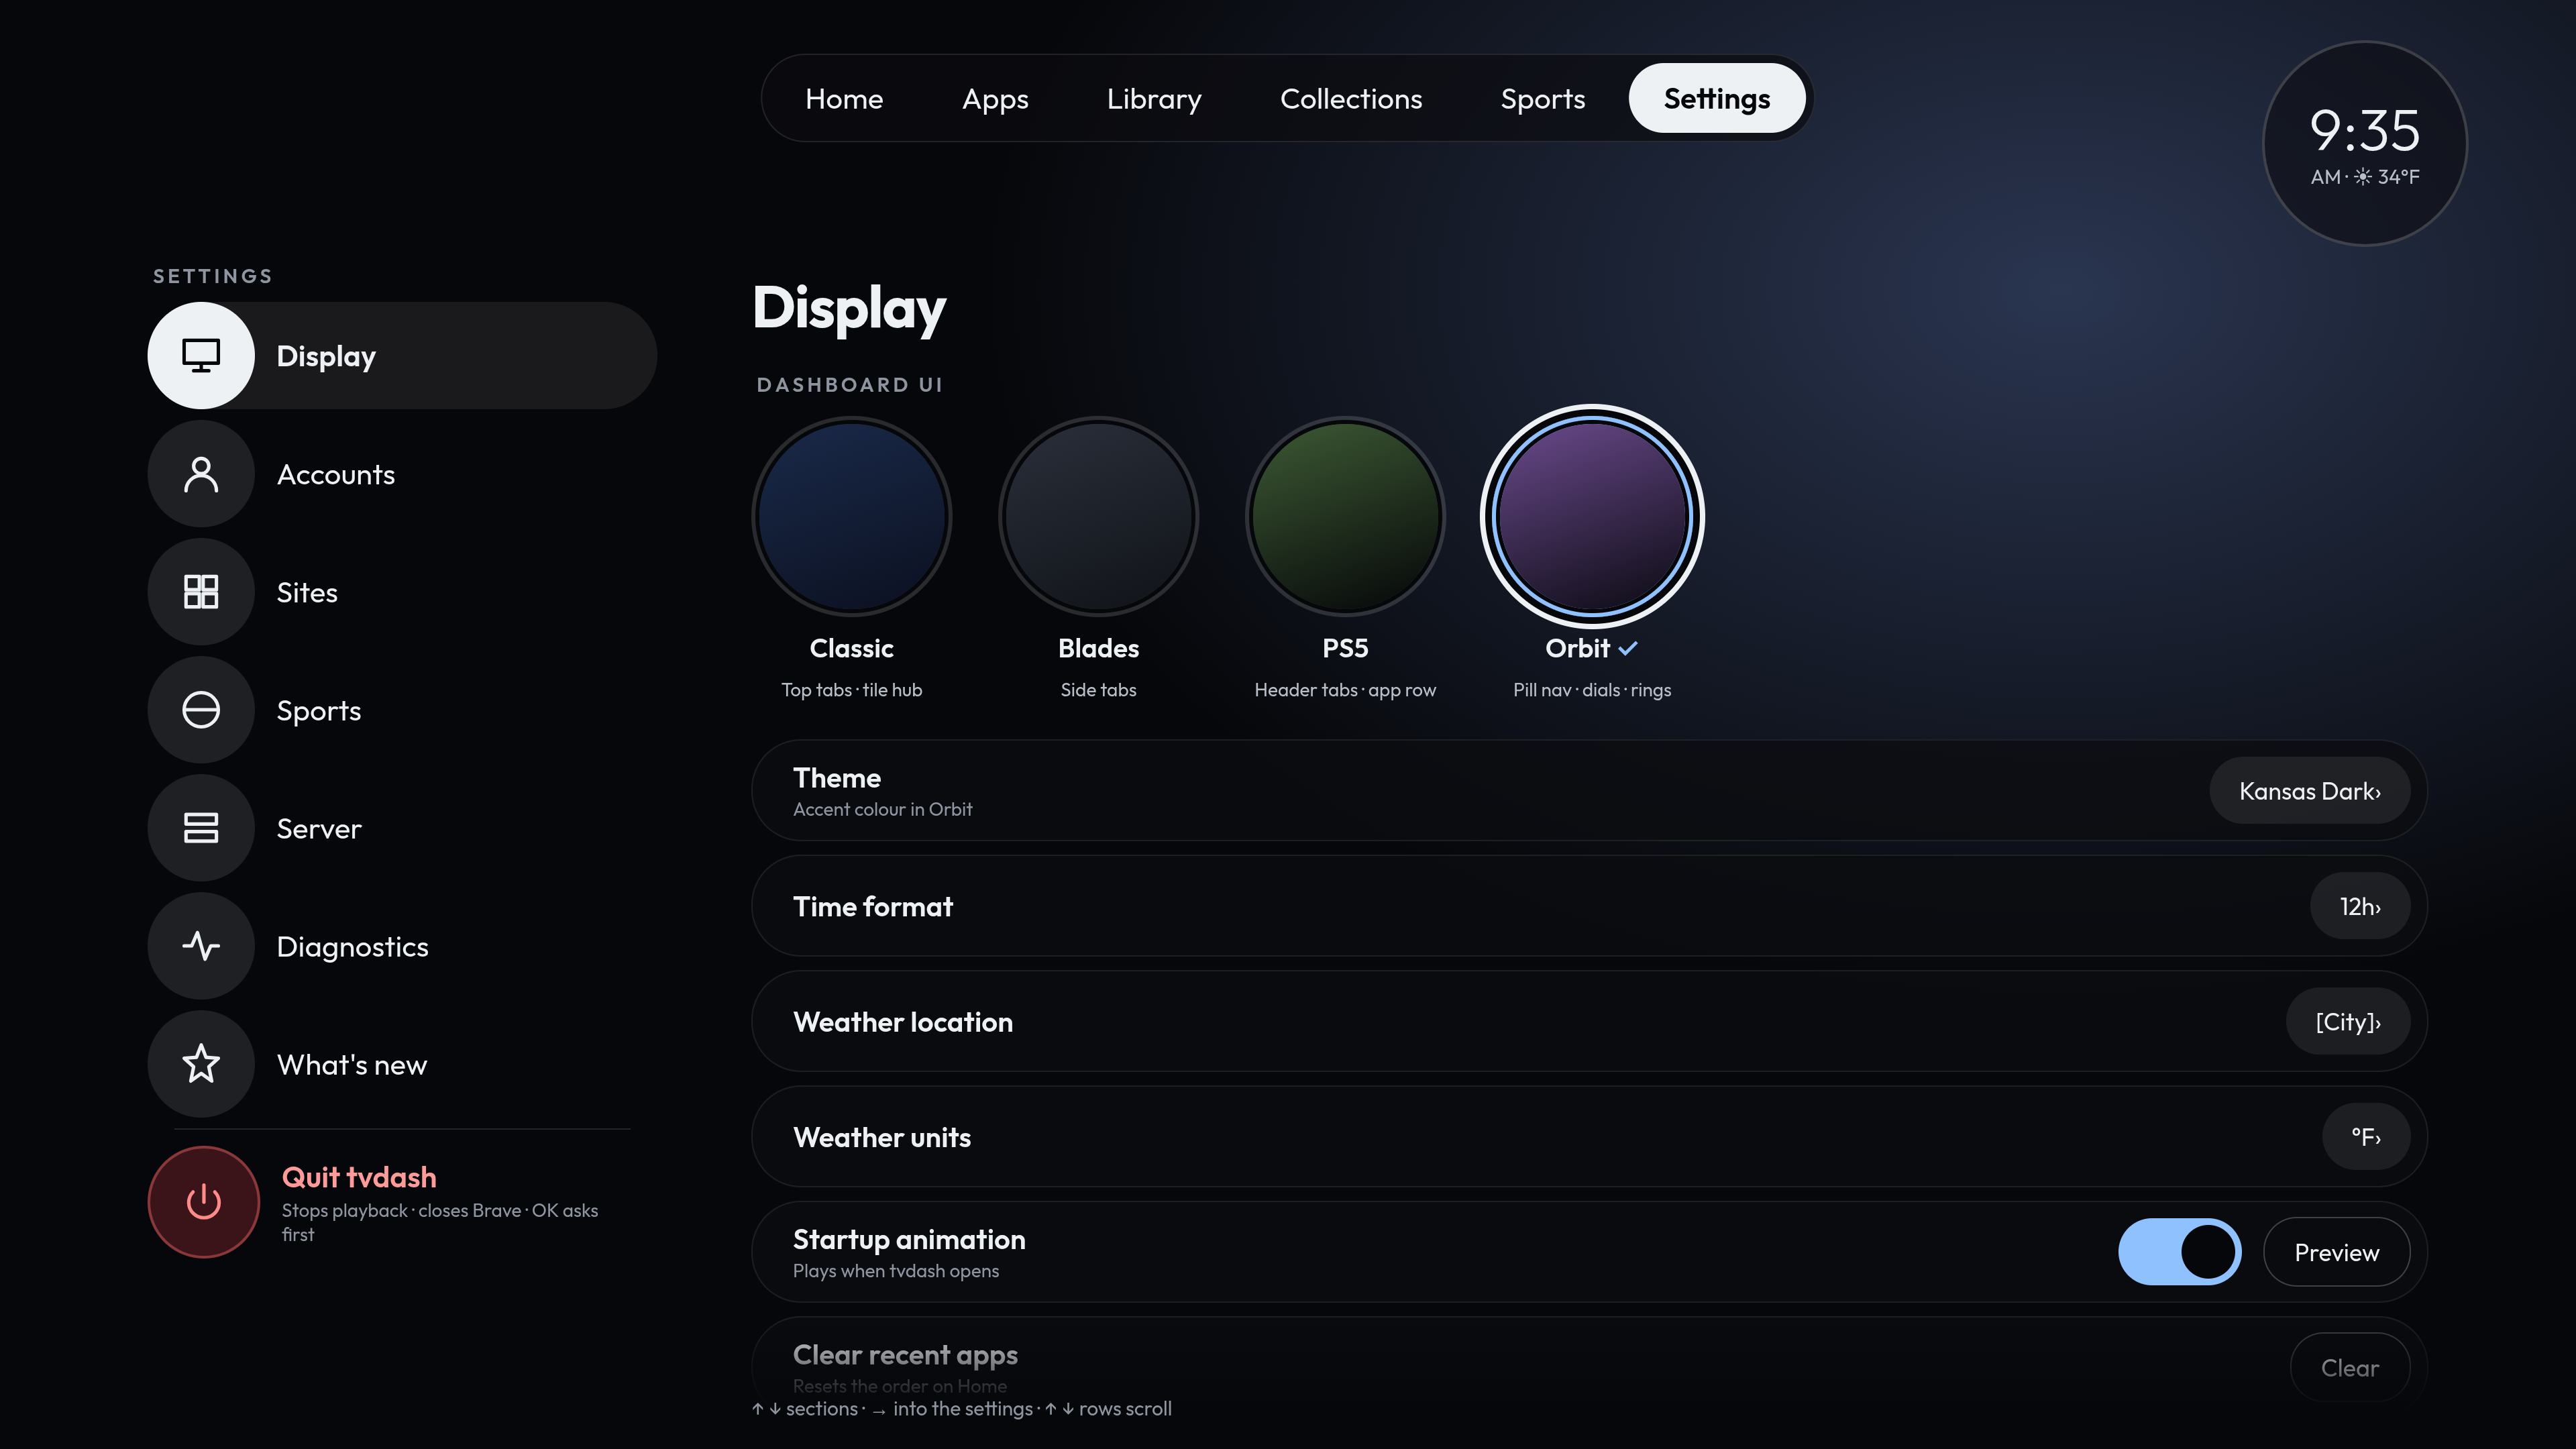 Home Apps Library Collections Sports Settings
9:35
AM · ☀ 34°F
SETTINGS
Display
Accounts
Sites
Sports
Server
Diagnostics
What's new
Quit tvdash
Stops playback · closes Brave · OK asks
first
Display
DASHBOARD UI
Classic
Top tabs · tile hub
Blades
Side tabs
PS5
Header tabs · app row
Orbit ✓
Pill nav · dials · rings
Theme
Accent colour in Orbit
Kansas Dark›
Time format
12h›
Weather location
[City]›
Weather units
°F›
Startup animation
Plays when tvdash opens
Preview
Clear recent apps
Resets the order on Home
Clear
↑ ↓ sections · → into the settings · ↑ ↓ rows scroll